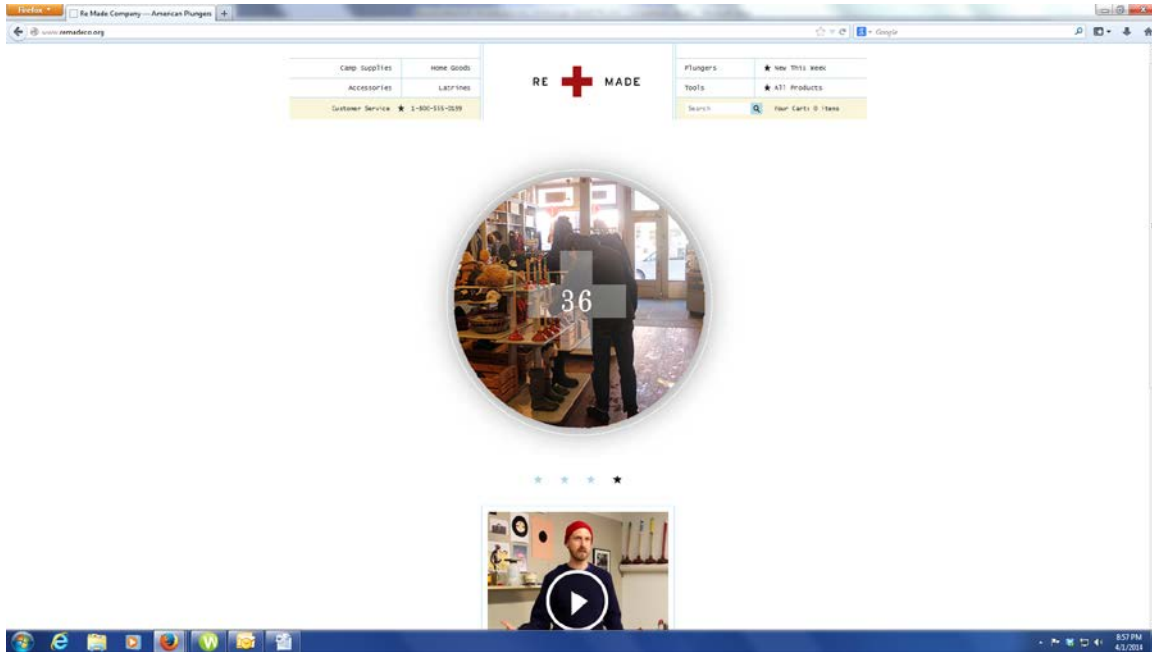 Firefox
Re Made Company — American Plungers
www.remadeco.org
Google
Camp Supplies
Home Goods
Accessories
Latrines
Customer Service ★ 1-800-555-0199
RE MADE
Plungers
★ New This Week
Tools
★ All Products
Search
Your Cart: 0 Items
36
8:57 PM
4/1/2014